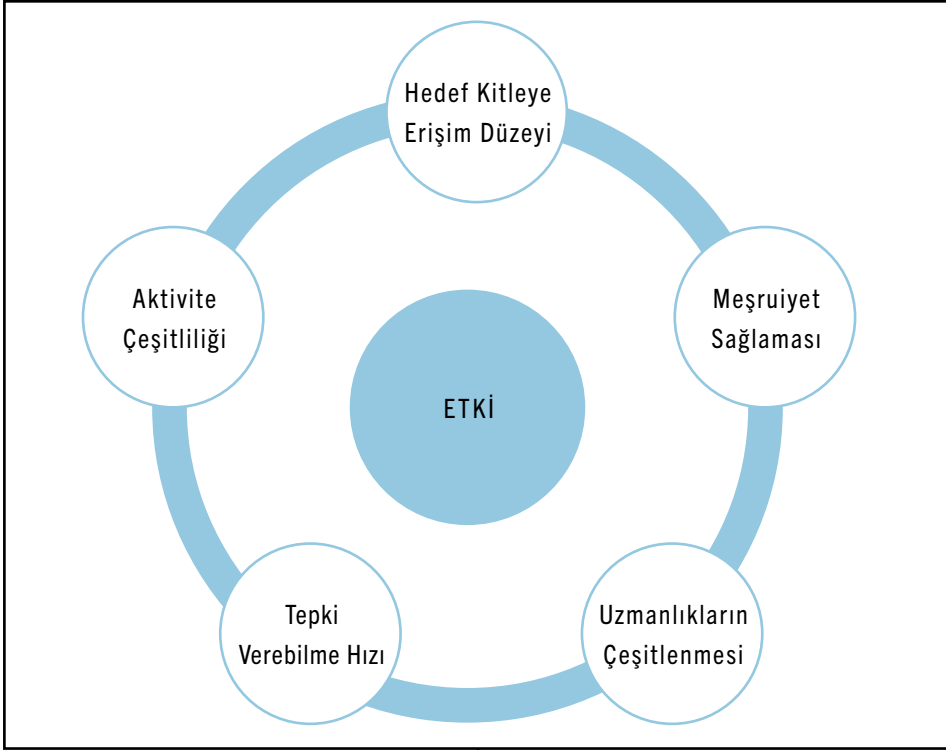 Hedef Kitleye
Erişim Düzeyi
Meşruiyet
Sağlaması
Uzmanlıkların
Çeşitlenmesi
Tepki
Verebilme Hızı
Aktivite
Çeşitliliği
ETKİ